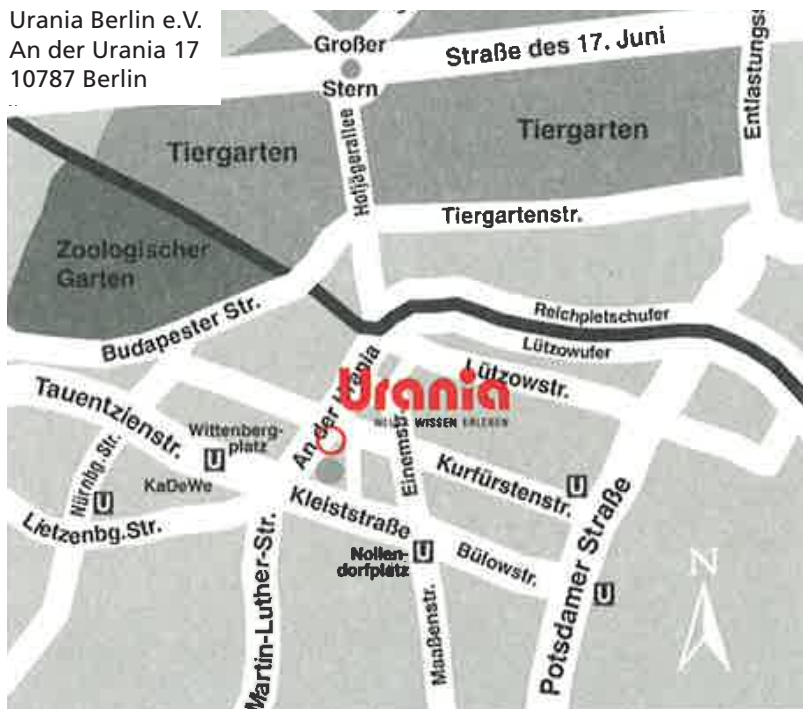 Urania Berlin e.V.
An der Urania 17
10787 Berlin
Großer
Stern
Straße des 17. Juni
Entlastungss
Tiergarten
Tiergarten
Hofjägerallee
Tiergartenstr.
Zoologischer
Garten
Budapester Str.
Reichpietschufer
Lützowufer
Lützowstr.
An der Urania
Urania
WISSEN ERLEBEN
Tauentzienstr.
Wittenberg-
platz
U
KaDeWe
Nürnbg.Str.
U
Lietzenbg.Str.
Einemstr.
Kurfürstenstr.
U
Kleiststraße
Nollen-
dorfplatz
U
Bülowstr.
U
Martin-Luther-Str.
Maaßenstr.
Potsdamer Straße
N